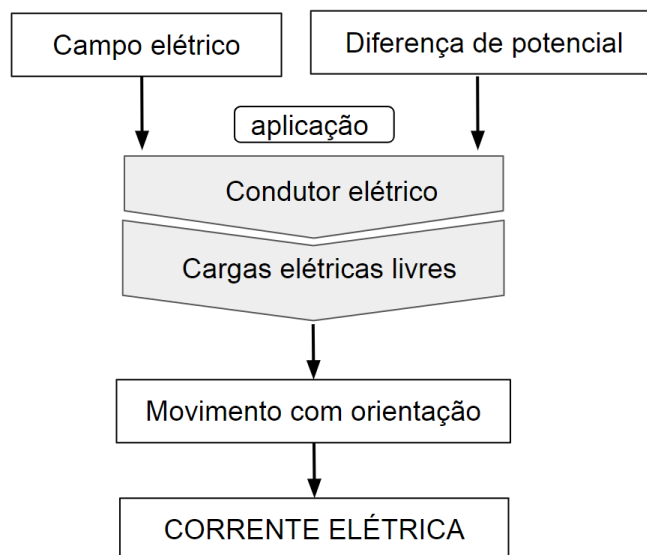 Campo elétrico
Diferença de potencial
aplicação
Condutor elétrico
Cargas elétricas livres
Movimento com orientação
CORRENTE ELÉTRICA